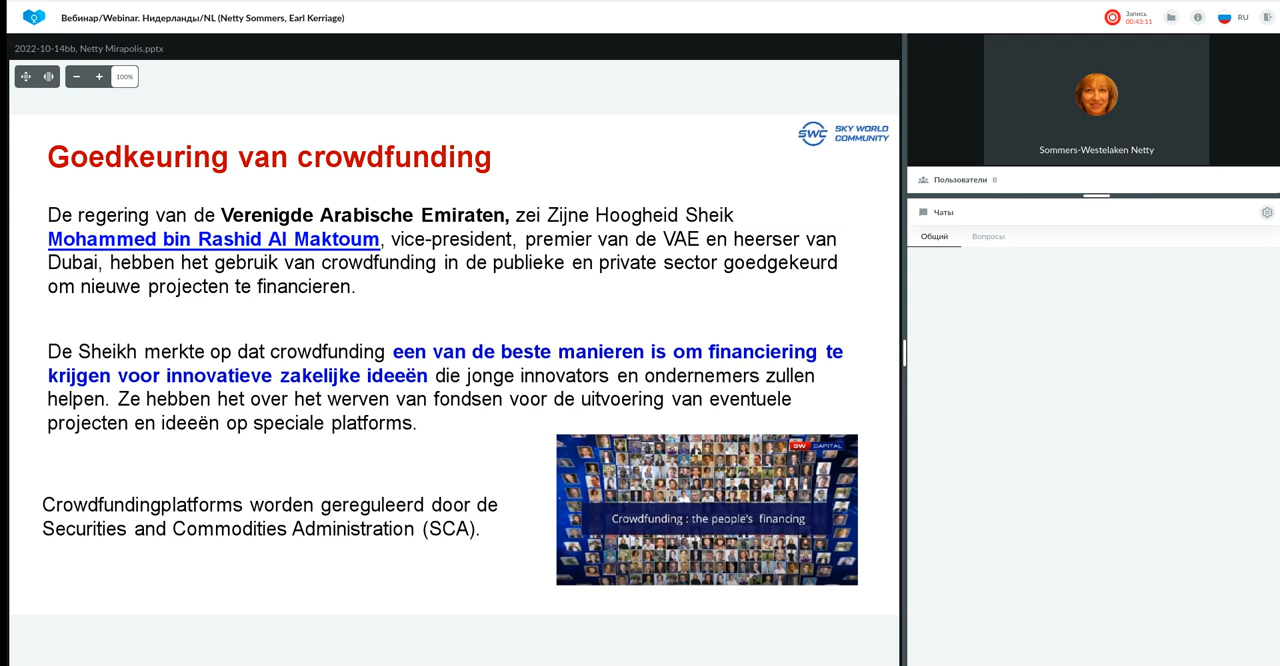 Вебинар/Webinar. Нидерланды/NL (Netty Sommers, Earl Kerriage)
Запись
00:43:11
RU
2022-10-14bb, Netty Mirapolis.pptx
100%
SWC SKY WORLD
COMMUNITY
Goedkeuring van crowdfunding
De regering van de Verenigde Arabische Emiraten, zei Zijne Hoogheid Sheik
Mohammed bin Rashid Al Maktoum, vice-president, premier van de VAE en heerser van
Dubai, hebben het gebruik van crowdfunding in de publieke en private sector goedgekeurd
om nieuwe projecten te financieren.
De Sheikh merkte op dat crowdfunding een van de beste manieren is om financiering te
krijgen voor innovatieve zakelijke ideeën die jonge innovators en ondernemers zullen
helpen. Ze hebben het over het werven van fondsen voor de uitvoering van eventuele
projecten en ideeën op speciale platforms.
Crowdfundingplatforms worden gereguleerd door de
Securities and Commodities Administration (SCA).
GW CAPITAL
Crowdfunding : the people's financing
Sommers-Westelaken Netty
Пользователи 8
Чаты
Общий Вопросы